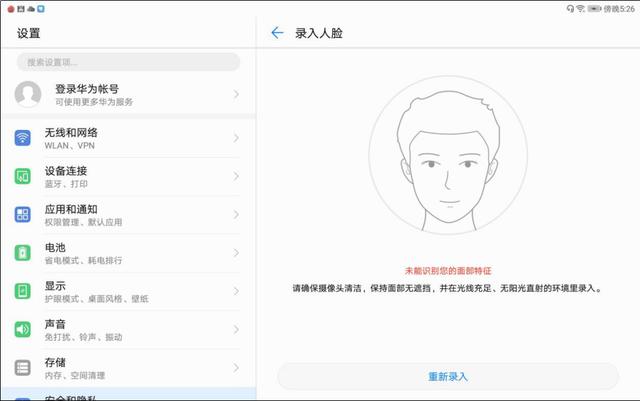 傍晚5:26
设置
搜索设置项...
登录华为帐号
可使用更多华为服务
无线和网络
WLAN、VPN
设备连接
蓝牙、打印
应用和通知
权限管理、默认应用
电池
省电模式、耗电排行
显示
护眼模式、桌面风格、壁纸
声音
免打扰、铃声、振动
存储
内存、空间清理
安全和隐私
录入人脸
未能识别您的面部特征
请确保摄像头清洁，保持面部无遮挡，并在光线充足、无阳光直射的环境里录入。
重新录入